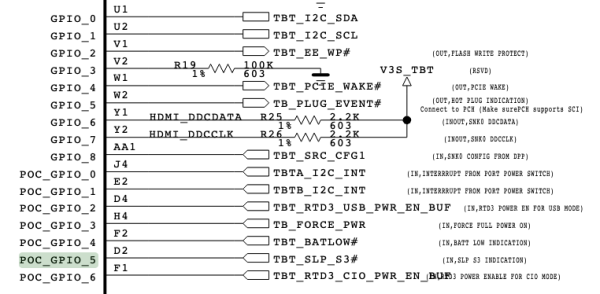 GPIO_0 U1 TBT_I2C_SDA
GPIO_1 U2 TBT_I2C_SCL
GPIO_2 V1 TBT_EE_WP# (OUT,FLASH WRITE PROTECT)
GPIO_3 V2 R19 1% 100K 603 V3S_TBT (RSVD)
GPIO_4 W1 TBT_PCIE_WAKE# (OUT,PCIE WAKE)
GPIO_5 W2 TB_PLUG_EVENT# (OUT,HOT PLUG INDICATION)
Connect to PCH (Make surePCH supports SCI)
GPIO_6 Y1 HDMI_DDCDATA R25 1% 2.2K 603 (INOUT,SNK0 DDCDATA)
GPIO_7 Y2 HDMI_DDCCLK R26 1% 2.2K 603 (INOUT,SNK0 DDCCLK)
GPIO_8 AA1 TBT_SRC_CFG1 (IN,SNK0 CONFIG FROM DPP)
POC_GPIO_0 J4 TBTA_I2C_INT (IN,INTERRRUPT FROM PORT POWER SWITCH)
POC_GPIO_1 E2 TBTB_I2C_INT (IN,INTERRRUPT FROM PORT POWER SWITCH)
POC_GPIO_2 D4 TBT_RTD3_USB_PWR_EN_BUF (IN,RTD3 POWER EN FOR USB MODE)
POC_GPIO_3 H4 TB_FORCE_PWR (IN,FORCE FULL POWER ON)
POC_GPIO_4 F2 TBT_BATLOW# (IN,BATT LOW INDICATION)
POC_GPIO_5 D2 TBT_SLP_S3# (IN,SLP S3 INDICATION)
POC_GPIO_6 F1 TBT_RTD3_CIO_PWR_EN_BUF POWER ENABLE FOR CIO MODE)